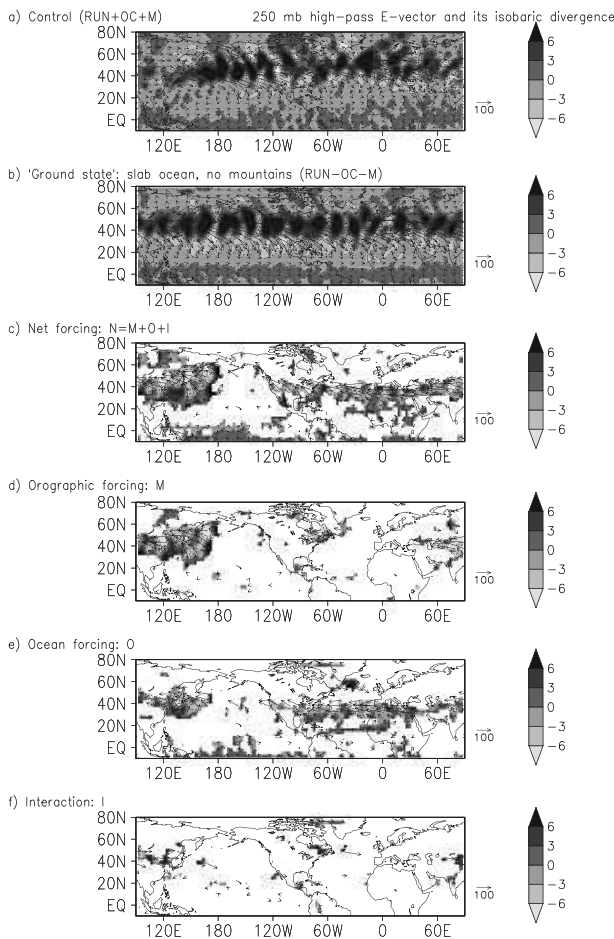 a) Control (RUN+OC+M) 250 mb high-pass E-vector and its isobaric divergence
80N
60N
40N
20N
EQ
120E 180 120W 60W 0 60E
100
6
3
0
−3
−6
b) 'Ground state': slab ocean, no mountains (RUN−OC−M)
80N
60N
40N
20N
EQ
120E 180 120W 60W 0 60E
100
6
3
0
−3
−6
c) Net forcing: N=M+O+I
80N
60N
40N
20N
EQ
120E 180 120W 60W 0 60E
100
6
3
0
−3
−6
d) Orographic forcing: M
80N
60N
40N
20N
EQ
120E 180 120W 60W 0 60E
100
6
3
0
−3
−6
e) Ocean forcing: O
80N
60N
40N
20N
EQ
120E 180 120W 60W 0 60E
100
6
3
0
−3
−6
f) Interaction: I
80N
60N
40N
20N
EQ
120E 180 120W 60W 0 60E
100
6
3
0
−3
−6